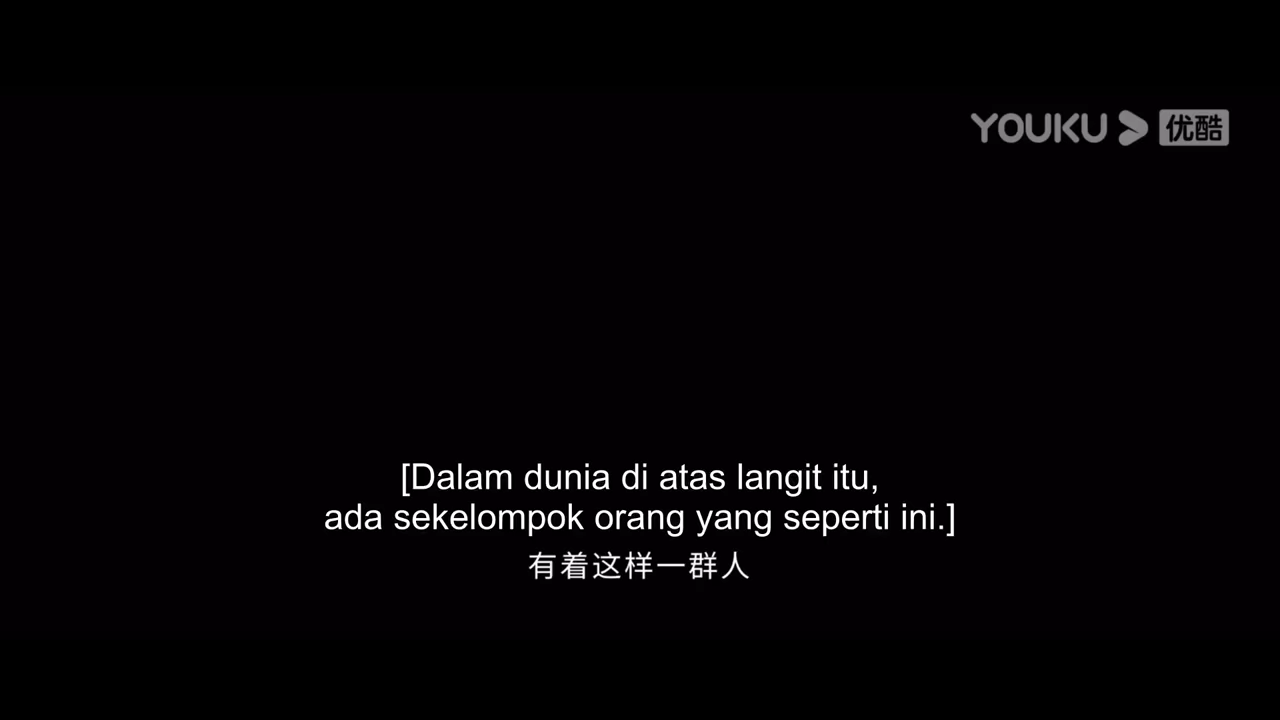 YOUKU 优酷
[Dalam dunia di atas langit itu,
ada sekelompok orang yang seperti ini.]
有着这样一群人